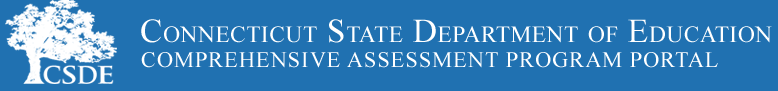 CSDE
CONNECTICUT STATE DEPARTMENT OF EDUCATION
COMPREHENSIVE ASSESSMENT PROGRAM PORTAL